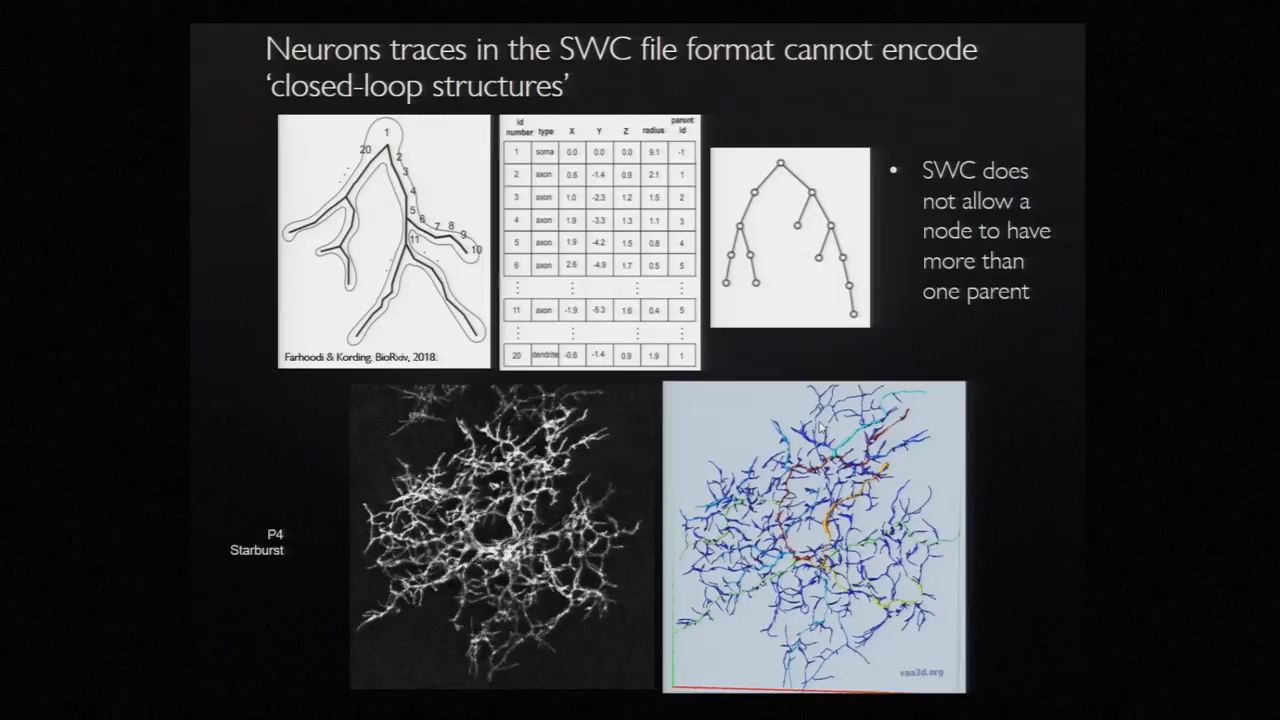 Neurons traces in the SWC file format cannot encode
‘closed-loop structures’
1
20
2
3
4
5
6
7
8
9
10
11
Farhoodi & Kording. BioRxiv, 2018.
id number type X Y Z radius parent id
1 soma 0.0 0.0 0.0 9.1 -1
2 axon 0.6 -1.4 0.9 2.1 1
3 axon 1.0 -2.3 1.2 1.5 2
4 axon 1.9 -3.3 1.3 1.1 3
5 axon 1.9 -4.2 1.5 0.8 4
6 axon 2.6 -4.9 1.7 0.5 5
11 axon -1.9 -5.3 1.6 0.4 5
20 dendrite -0.6 -1.4 0.9 1.9 1
• SWC does
not allow a
node to have
more than
one parent
P4
Starburst
vaa3d.org